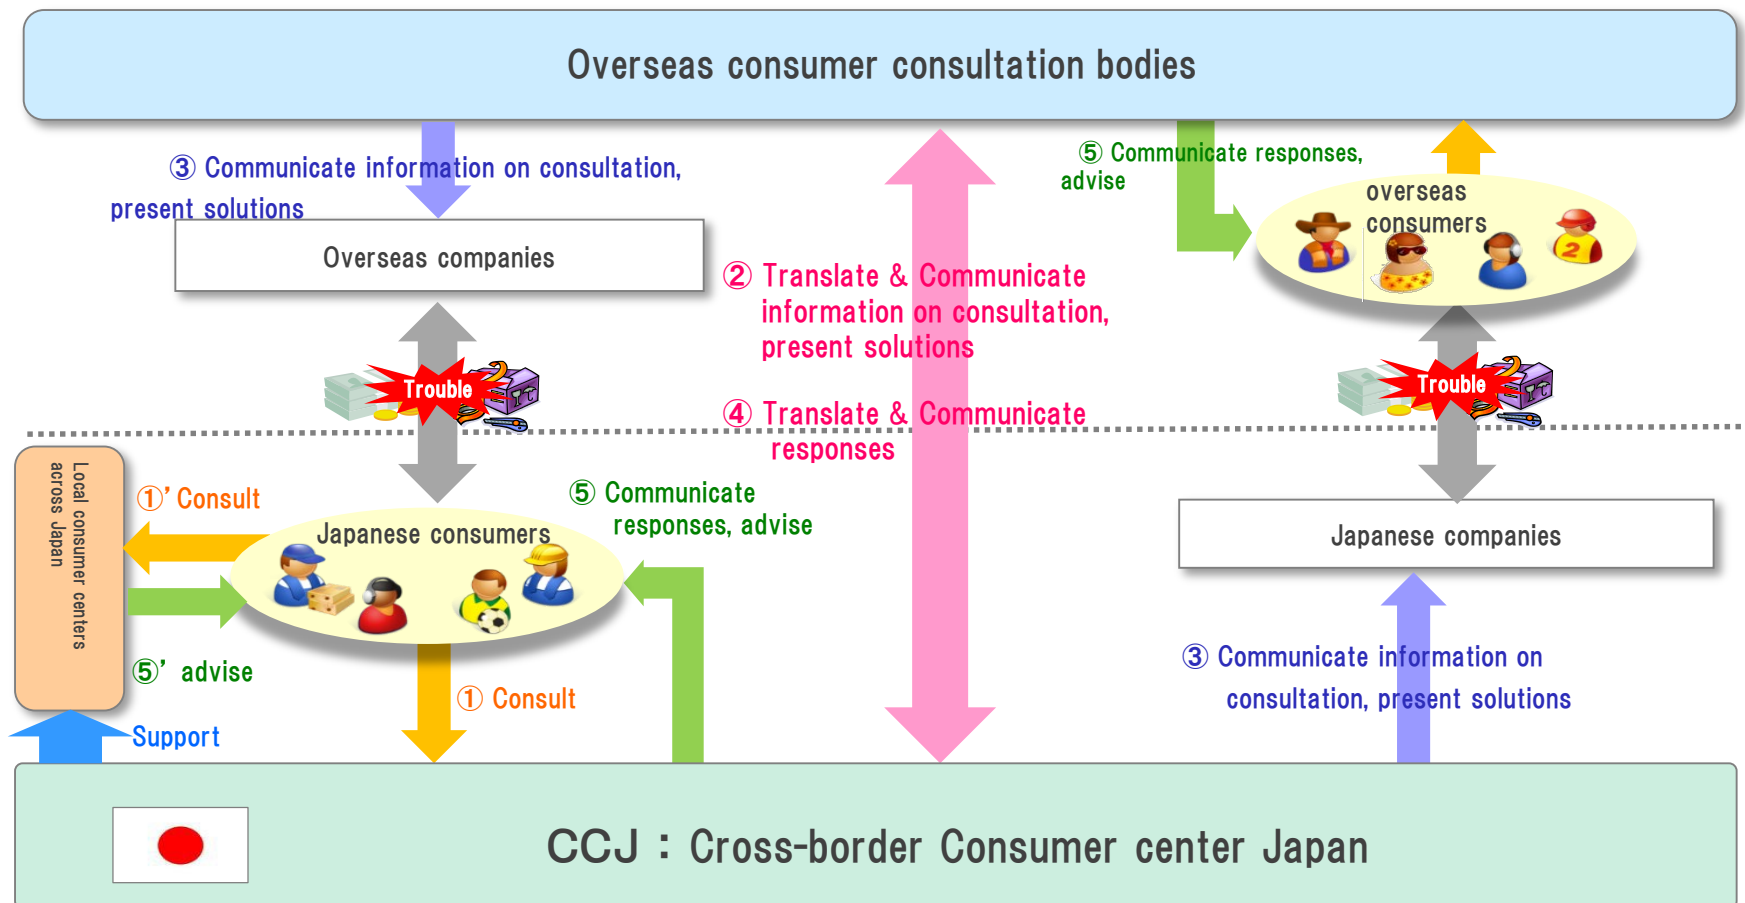 Overseas consumer consultation bodies
③ Communicate information on consultation,
present solutions
⑤ Communicate responses,
advise
overseas
consumers
2
Overseas companies
② Translate & Communicate
information on consultation,
present solutions
Trouble
Trouble
④ Translate & Communicate
responses
Local consumer centers
across Japan
①’ Consult
⑤ Communicate
responses, advise
Japanese consumers
Japanese companies
⑤’ advise
① Consult
③ Communicate information on
consultation, present solutions
Support
CCJ : Cross-border Consumer center Japan